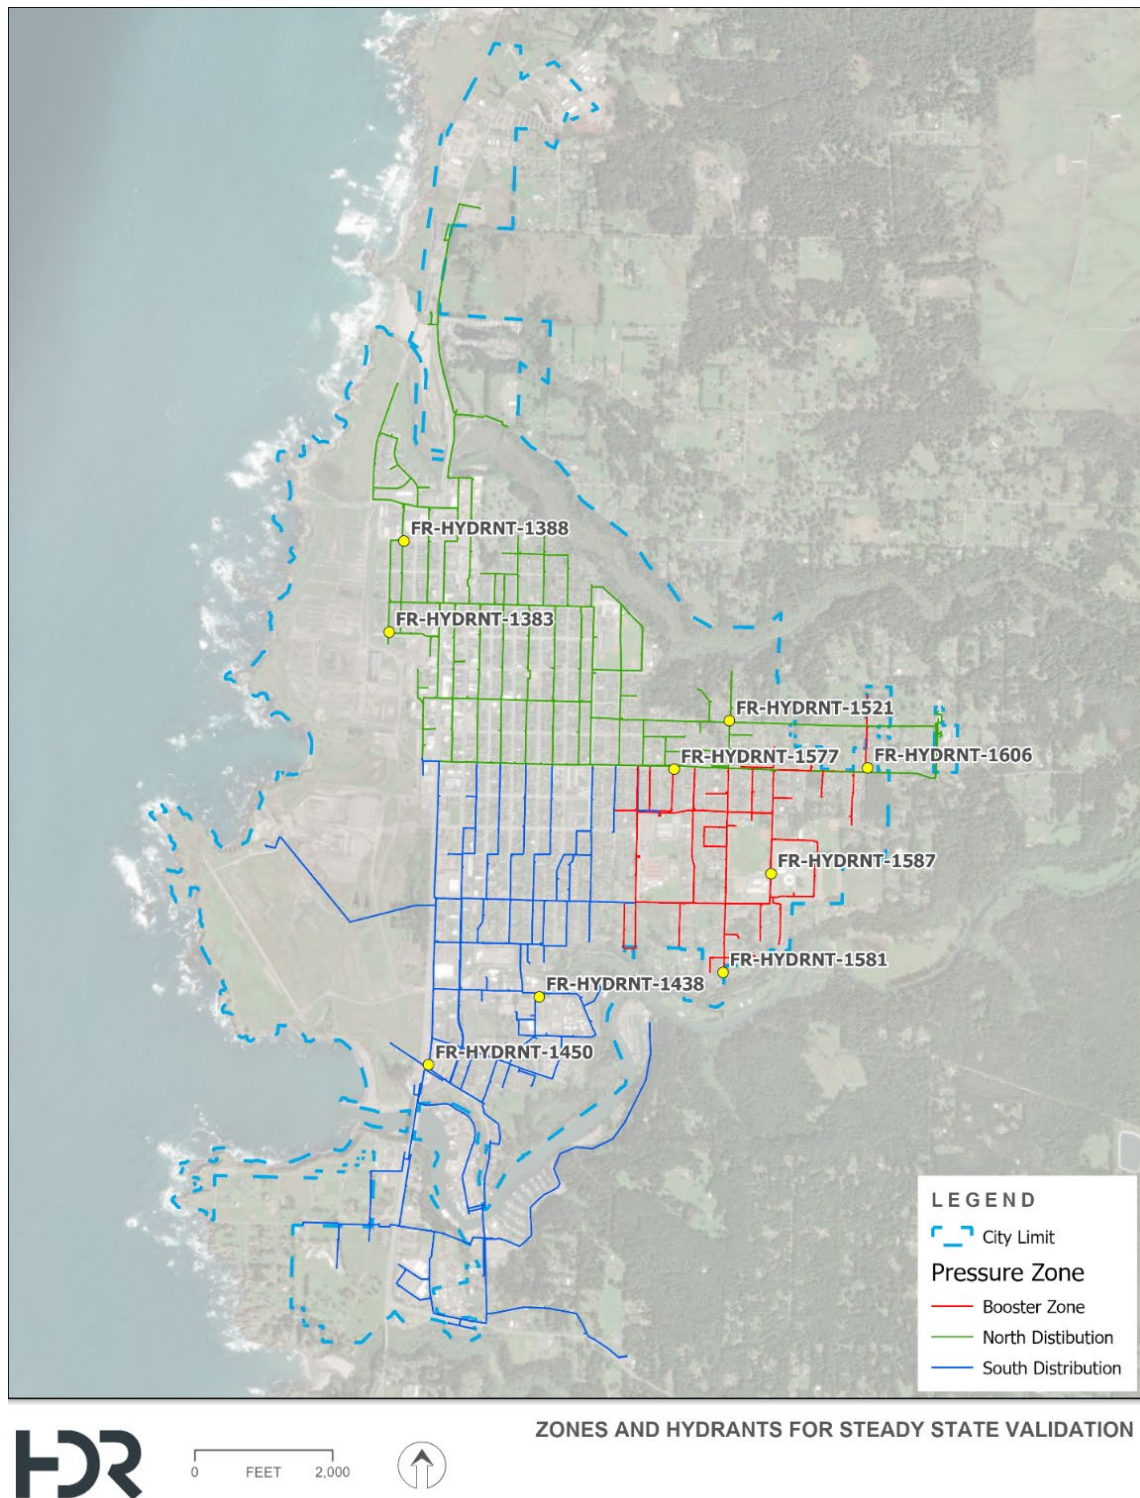 FR-HYDRNT-1388
FR-HYDRNT-1383
FR-HYDRNT-1521
FR-HYDRNT-1577
FR-HYDRNT-1606
FR-HYDRNT-1587
FR-HYDRNT-1581
FR-HYDRNT-1438
FR-HYDRNT-1450
LEGEND
City Limit
Pressure Zone
Booster Zone
North Distibution
South Distribution
ZONES AND HYDRANTS FOR STEADY STATE VALIDATION
HDR
0 FEET 2,000